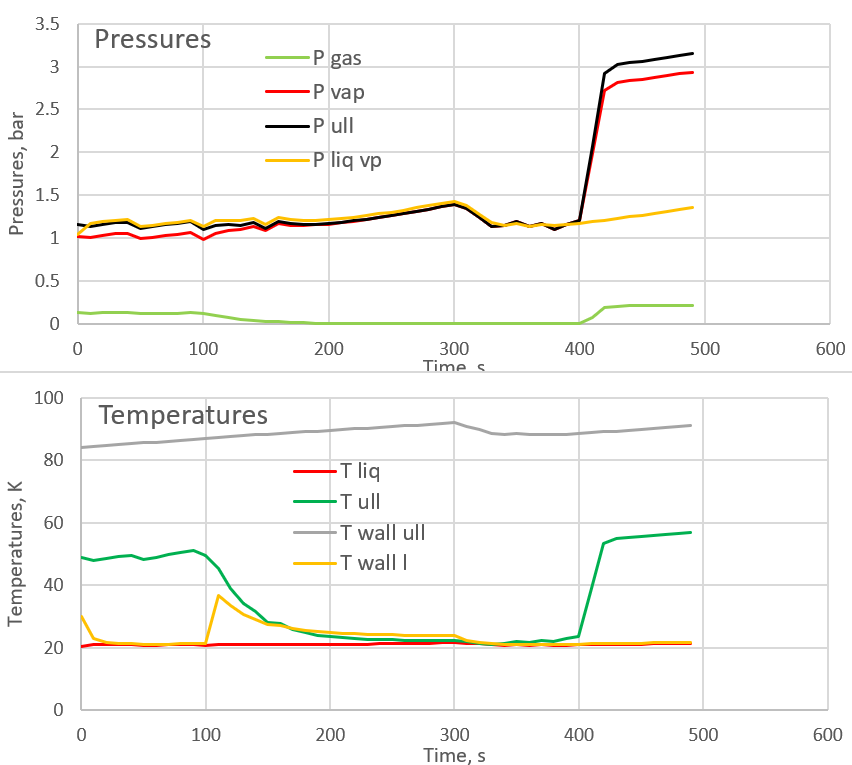 Pressures
P gas
P vap
P ull
P liq vp
Pressures, bar
3.5
3
2.5
2
1.5
1
0.5
0
0 100 200 300 400 500 600
Time, s
Temperatures
T liq
T ull
T wall ull
T wall l
Temperatures, K
100
80
60
40
20
0
0 100 200 300 400 500 600
Time, s